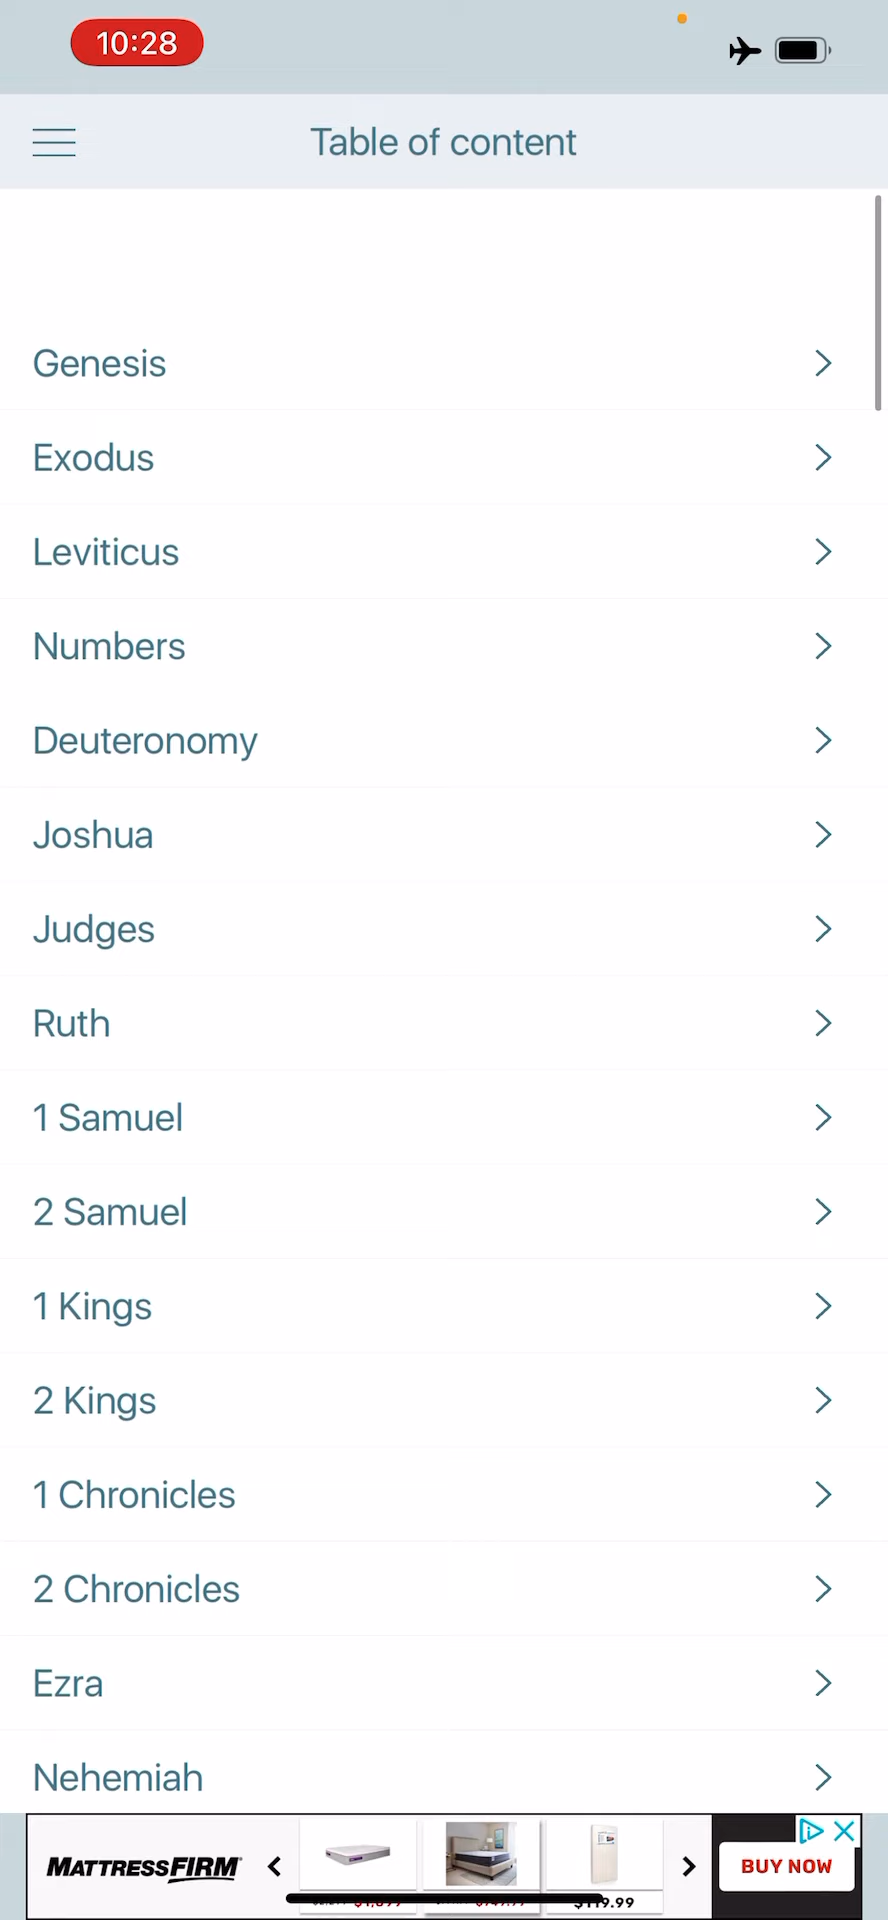 10:28
Table of content
Genesis
Exodus
Leviticus
Numbers
Deuteronomy
Joshua
Judges
Ruth
1 Samuel
2 Samuel
1 Kings
2 Kings
1 Chronicles
2 Chronicles
Ezra
Nehemiah
MATTRESSFIRM
BUY NOW